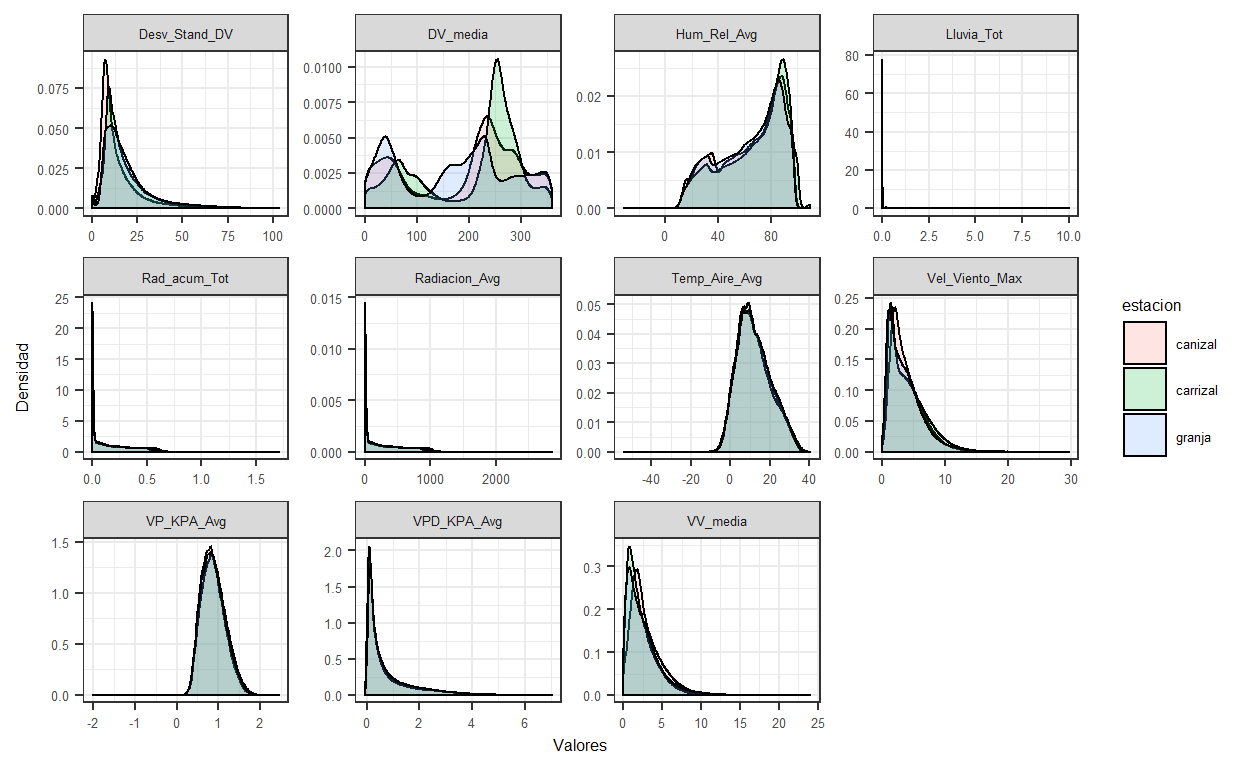 Desv_Stand_DV
DV_media
Hum_Rel_Avg
Lluvia_Tot
0.075
0.050
0.025
0.000
0 25 50 75 100
0.0100
0.0075
0.0050
0.0025
0.0000
0 100 200 300
0.02
0.01
0.00
0 40 80
80
60
40
20
0
0.0 2.5 5.0 7.5 10.0
Rad_acum_Tot
Radiacion_Avg
Temp_Aire_Avg
Vel_Viento_Max
25
20
15
10
5
0
0.0 0.5 1.0 1.5
0.015
0.010
0.005
0.000
0 1000 2000
0.05
0.04
0.03
0.02
0.01
0.00
-40 -20 0 20 40
0.25
0.20
0.15
0.10
0.05
0.00
0 10 20 30
VP_KPA_Avg
VPD_KPA_Avg
VV_media
1.5
1.0
0.5
0.0
-2 -1 0 1 2
2.0
1.5
1.0
0.5
0.0
0 2 4 6
0.3
0.2
0.1
0.0
0 5 10 15 20 25
Densidad
Valores
estacion
canizal
carrizal
granja